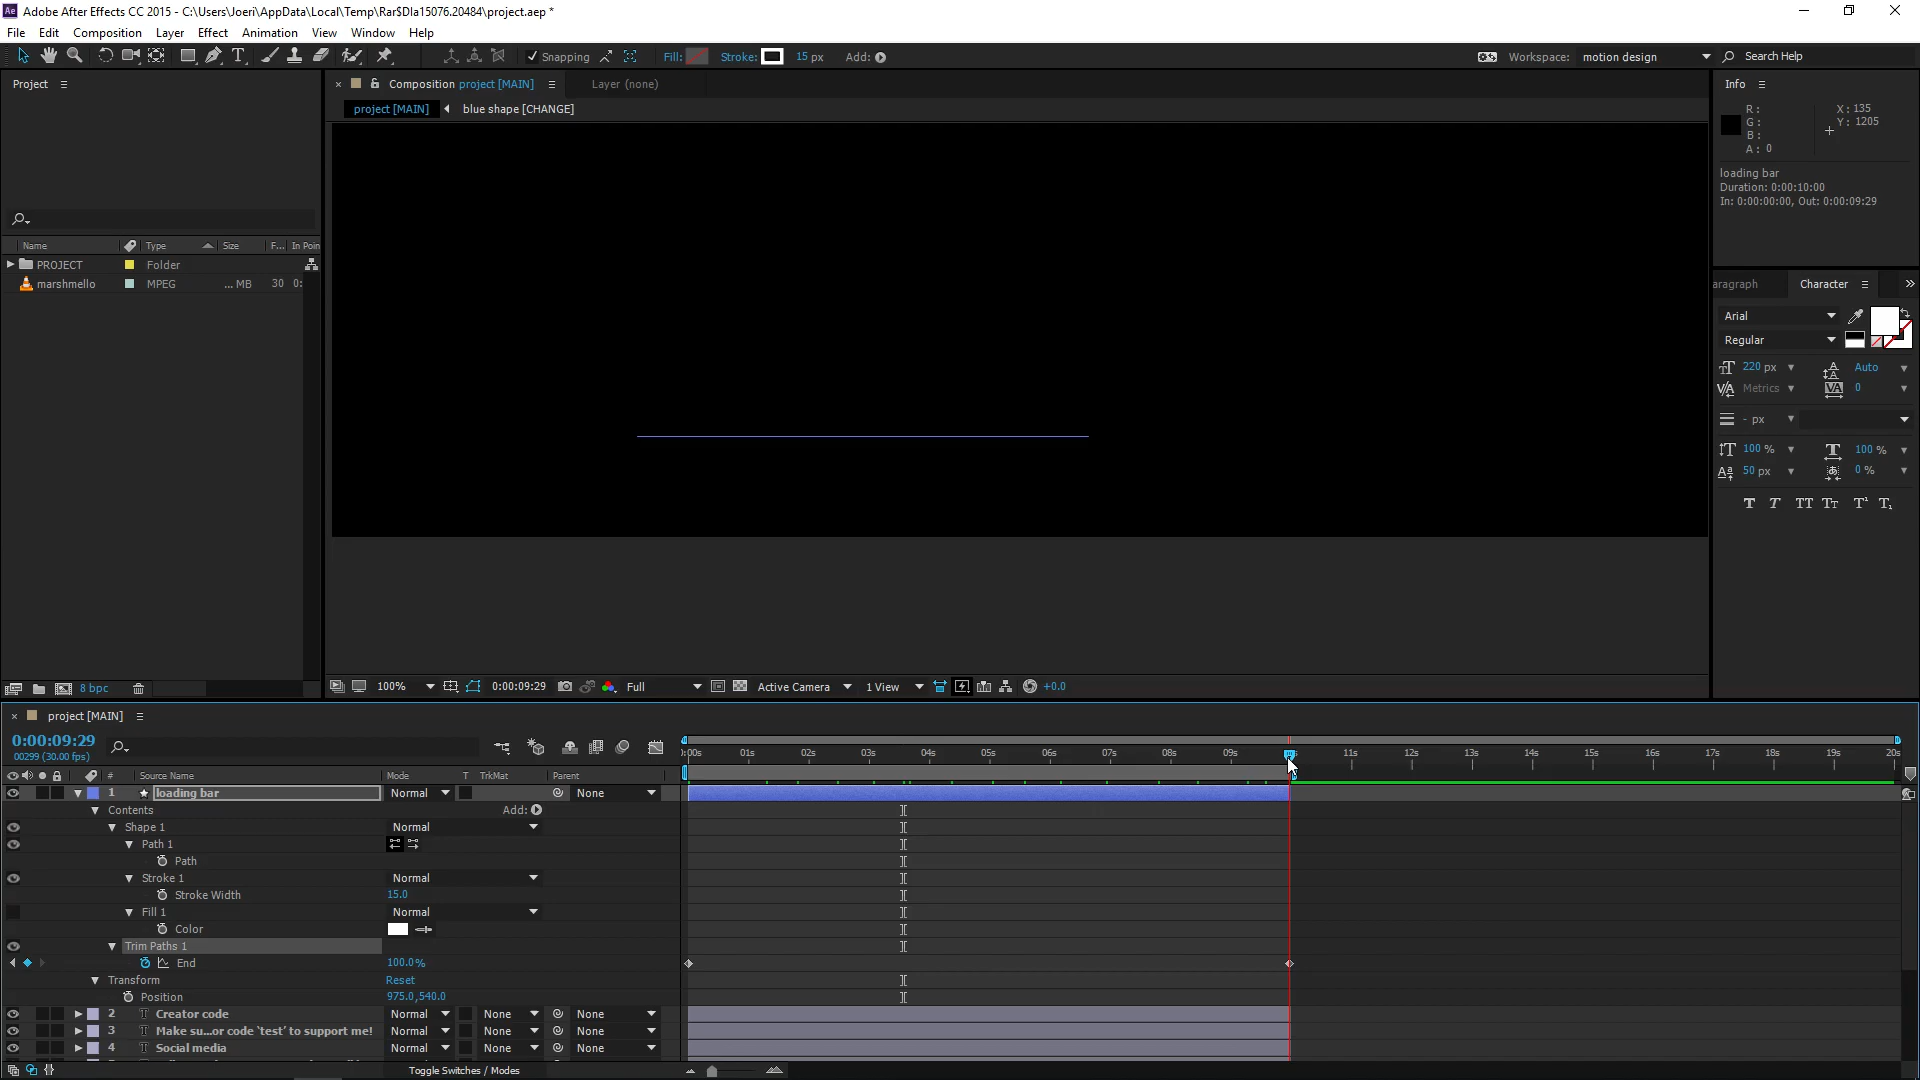 Adobe After Effects CC 2015 - C:\Users\Joeri\AppData\Local\Temp\Rar$DIa15076.20484\project.aep *
File Edit Composition Layer Effect Animation View Window Help
Snapping Fill: Stroke: 15 px Add: Workspace: motion design Search Help
Project
Composition project [MAIN] Layer (none)
project [MAIN] blue shape [CHANGE]
Info
R:
G:
B:
A: 0
X: 135
Y: 1205
loading bar
Duration: 0:00:10:00
In: 0:00:00:00, Out: 0:00:09:29
Name Type Size F... In Poin
PROJECT Folder
marshmello MPEG ... MB 30 0:
aragraph Character
Arial
Regular
220 px Auto
Metrics 0
- px
100 % 100 %
50 px 0 %
T T TT TT T¹ T₁
8 bpc
100% 0:00:09:29 Full Active Camera 1 View +0.0
project [MAIN]
0:00:09:29
00299 (30.00 fps)
:00s 01s 02s 03s 04s 05s 06s 07s 08s 09s 11s 12s 13s 15s 16s 17s 18s 19s 20s
# Source Name Mode T TrkMat Parent
1 loading bar Normal None
Contents Add:
Shape 1 Normal
Path 1
Path
Stroke 1 Normal
Stroke Width 15.0
Fill 1 Normal
Color
Trim Paths 1
End 100.0%
Transform Reset
Position 975.0,540.0
2 T Creator code Normal None None
3 T Make su...or code 'test' to support me! Normal None None
4 T Social media Normal None None
Toggle Switches / Modes